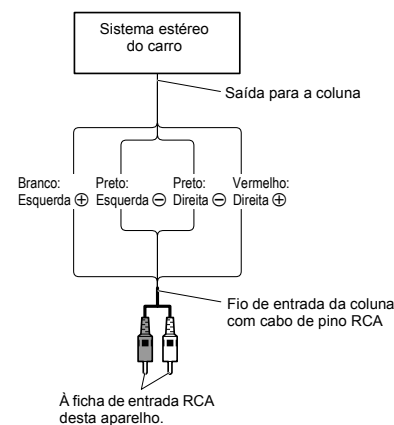 Sistema estéreo
do carro
Saída para a coluna
Branco: Preto: Preto: Vermelho:
Esquerda ⊕ Esquerda ⊖ Direita ⊖ Direita ⊕
Fio de entrada da coluna
com cabo de pino RCA
À ficha de entrada RCA
desta aparelho.